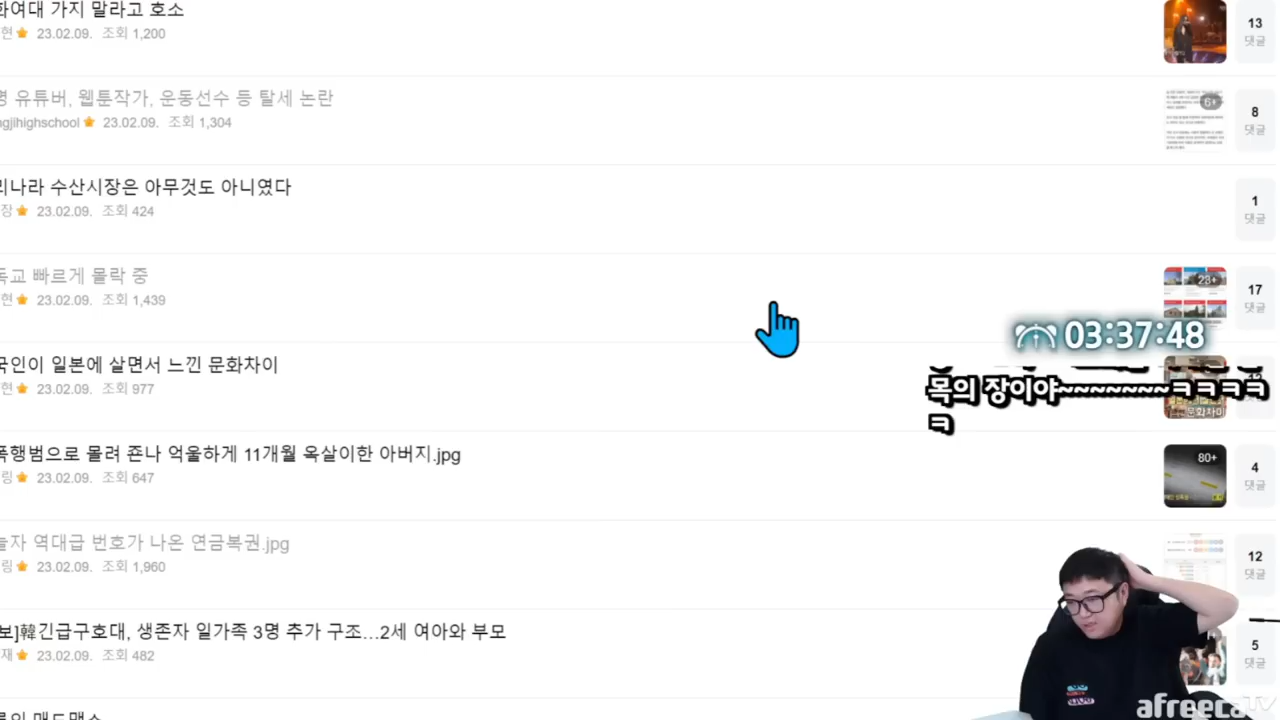 화여대 가지 말라고 호소
현 23.02.09. 조회 1,200
13
댓글
명 유튜버, 웹툰작가, 운동선수 등 탈세 논란
ngjihighschool 23.02.09. 조회 1,304
6+
8
댓글
리나라 수산시장은 아무것도 아니였다
장 23.02.09. 조회 424
1
댓글
독교 빠르게 몰락 중
현 23.02.09. 조회 1,439
23+
17
댓글
03:37:48
국인이 일본에 살면서 느낀 문화차이
현 23.02.09. 조회 977
문화차이
목의 장이야~~~~~~~ㅋㅋㅋㅋ
ㅋ
폭행범으로 몰려 죤나 억울하게 11개월 옥살이한 아버지.jpg
링 23.02.09. 조회 647
80+
4
댓글
늘자 역대급 번호가 나온 연금복권.jpg
링 23.02.09. 조회 1,960
12
댓글
보]韓긴급구호대, 생존자 일가족 3명 추가 구조…2세 여아와 부모
재 23.02.09. 조회 482
5
댓글
afreecaTV